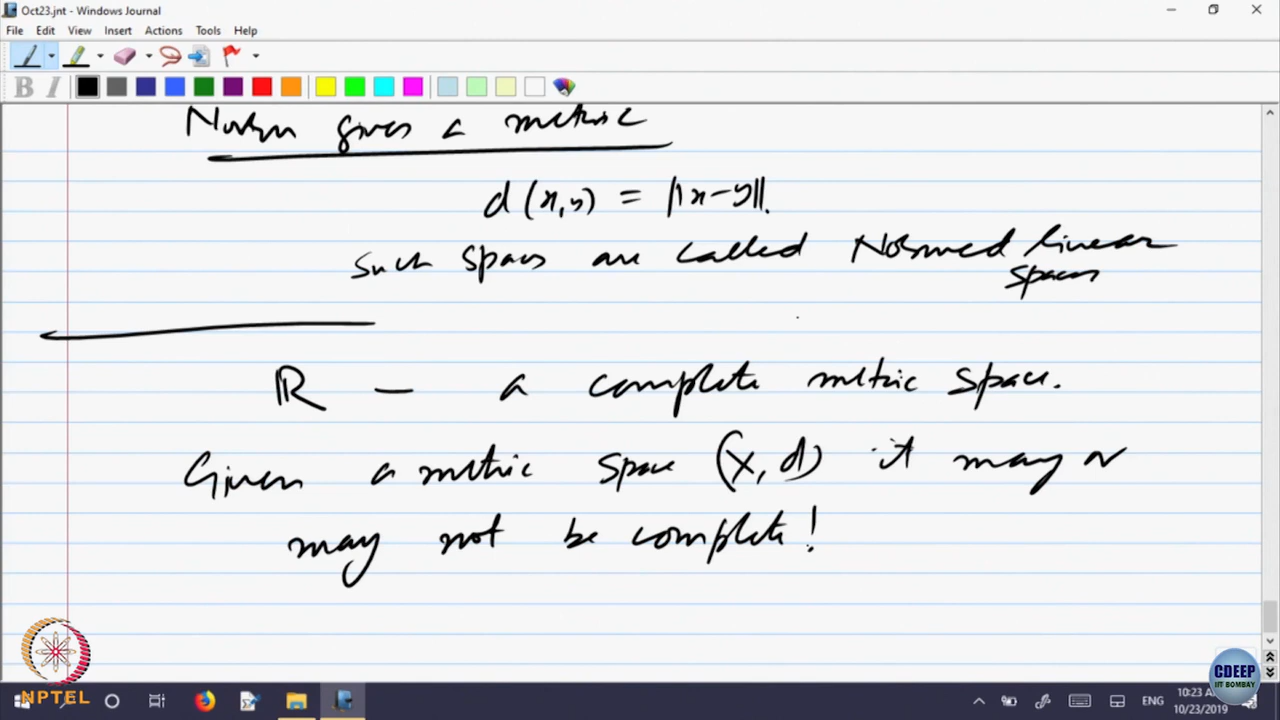 Oct23.jnt - Windows Journal
File Edit View Insert Actions Tools Help
B I
Norm gives a metric
d(x,y) = ||x-y||.
such spaces are called Normed linear
spaces
ℝ — a complete metric space.
Given a metric space (X, d) it may or
may not be complete!
NPTEL
CDEEP
IIT BOMBAY
ENG
10:23 A
10/23/2019